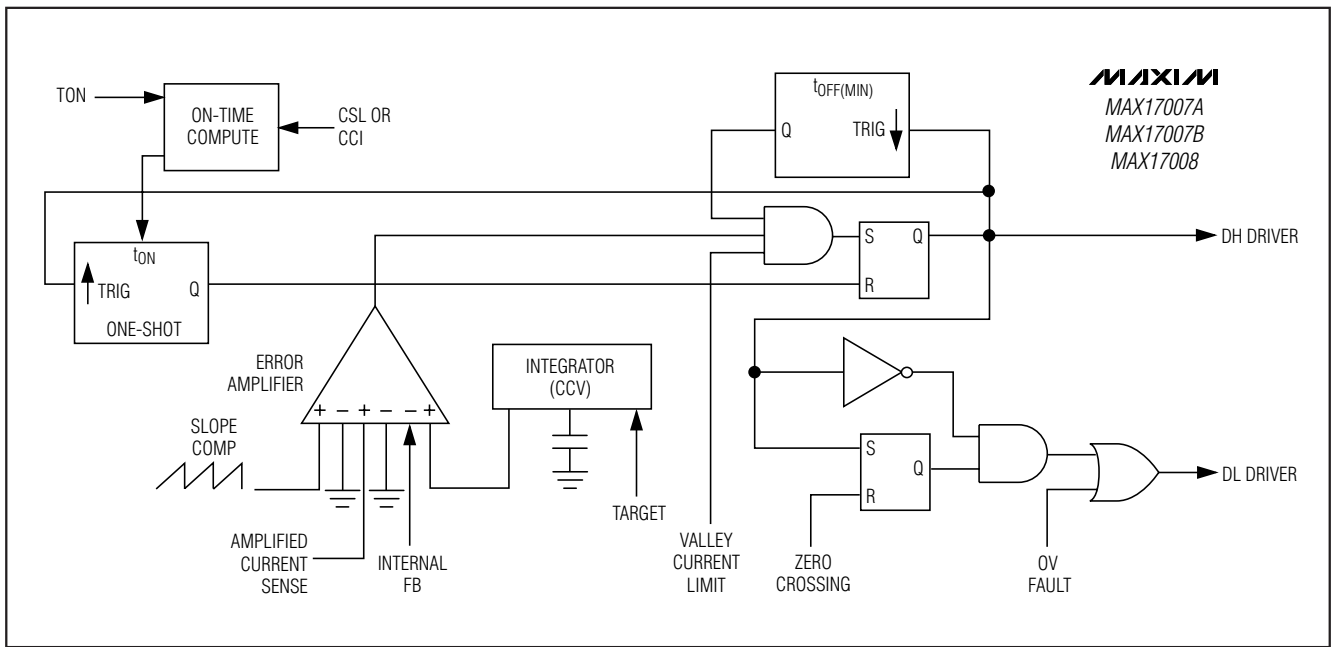 TON
ON-TIME
COMPUTE
CSL OR
CCI
tOFF(MIN)
Q
TRIG
MAXIM
MAX17007A
MAX17007B
MAX17008
tON
TRIG
Q
ONE-SHOT
S
Q
R
DH DRIVER
ERROR
AMPLIFIER
+ – + – – +
INTEGRATOR
(CCV)
SLOPE
COMP
AMPLIFIED
CURRENT
SENSE
INTERNAL
FB
TARGET
VALLEY
CURRENT
LIMIT
S
Q
R
ZERO
CROSSING
OV
FAULT
DL DRIVER